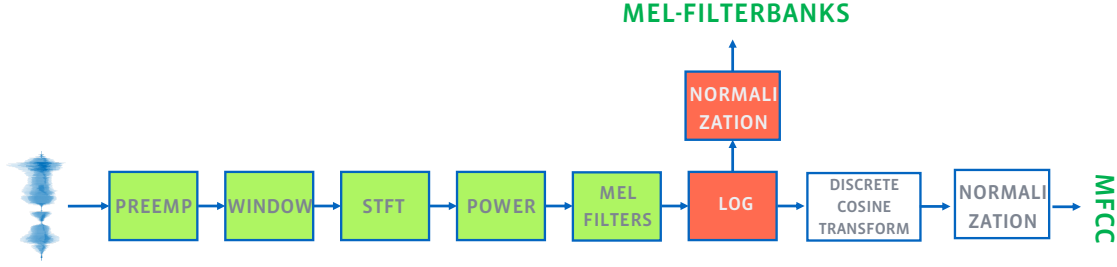 MEL-FILTERBANKS
NORMALI
ZATION
PREEMP
WINDOW
STFT
POWER
MEL
FILTERS
LOG
DISCRETE
COSINE
TRANSFORM
NORMALI
ZATION
MFCC